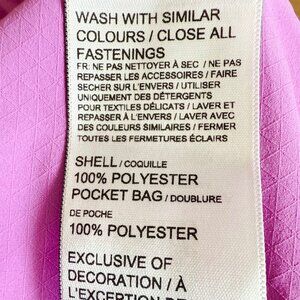 WASH WITH SIMILAR
COLOURS / CLOSE ALL
FASTENINGS
FR: NE PAS NETTOYER À SEC / NE PAS
REPASSER LES ACCESSOIRES / FAIRE
SECHER SUR L'ENVERS / UTILISER
UNIQUEMENT DES DÉTERGENTS
POUR TEXTILES DÉLICATS / LAVER ET
REPASSER À L'ENVERS / LAVER AVEC
DES COULEURS SIMILAIRES / FERMER
TOUTES LES FERMETURES ÉCLAIRS
SHELL / COQUILLE
100% POLYESTER
POCKET BAG / DOUBLURE
DE POCHE
100% POLYESTER
EXCLUSIVE OF
DECORATION / À
L'EXCEPTION DE